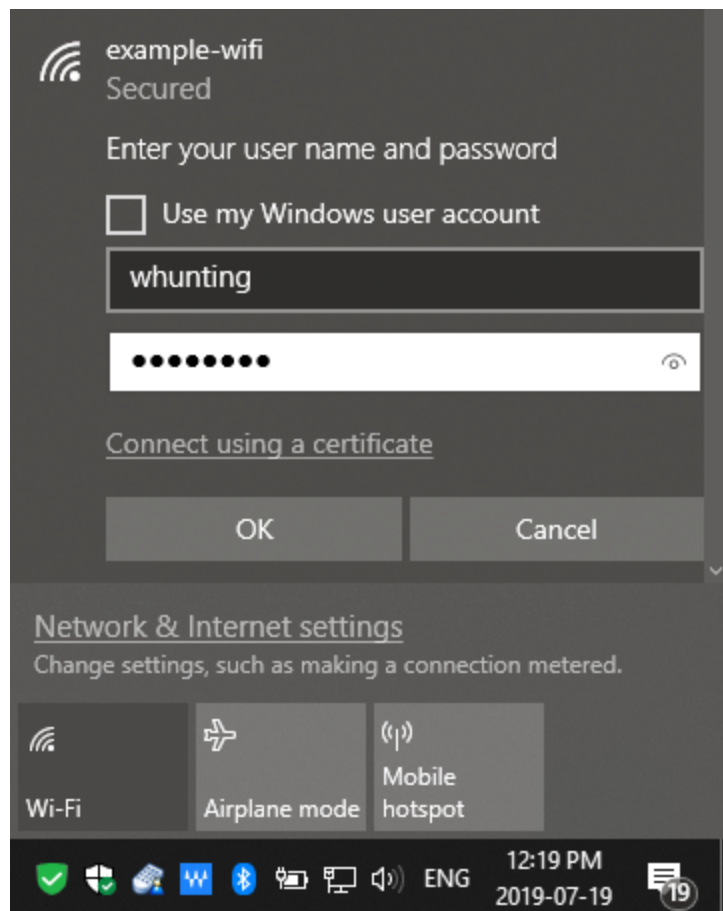 example-wifi
Secured
Enter your user name and password
Use my Windows user account
whunting
••••••••
Connect using a certificate
OK Cancel
Network & Internet settings
Change settings, such as making a connection metered.
Wi-Fi
Airplane mode
Mobile
hotspot
ENG
12:19 PM
2019-07-19
19